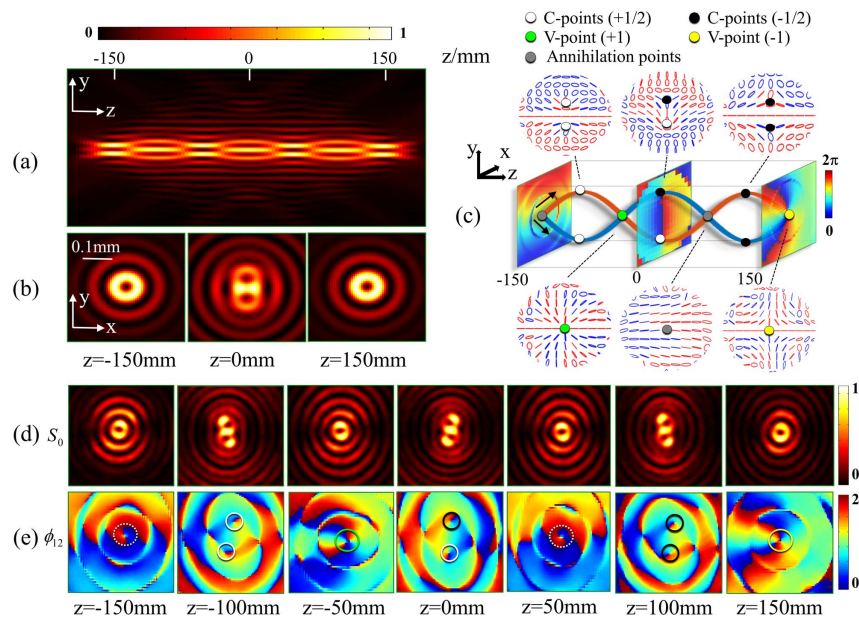 0 1
-150 0 150 z/mm
C-points (+1/2) C-points (-1/2)
V-point (+1) V-point (-1)
Annihilation points
y
z
(a)
y
x
z
2π
0
(c)
-150 0 150
0.1mm
(b)
y
x
z=-150mm z=0mm z=150mm
(d) S₀
1
0
(e) ϕ₁₂
2
0
z=-150mm z=-100mm z=-50mm z=0mm z=50mm z=100mm z=150mm